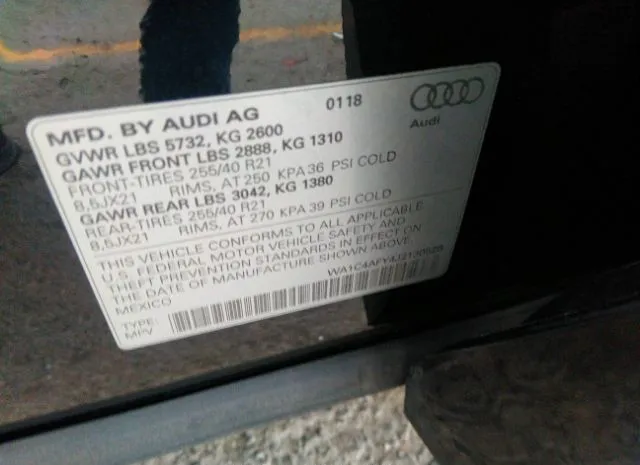 MFD. BY AUDI AG 0118
GVWR LBS 5732, KG 2600
GAWR FRONT LBS 2888, KG 1310
FRONT-TIRES 255/40 R21
8,5JX21 RIMS, AT 250 KPA 36 PSI COLD
GAWR REAR LBS 3042, KG 1380
REAR-TIRES 255/40 R21
8,5JX21 RIMS, AT 270 KPA 39 PSI COLD
Audi
THIS VEHICLE CONFORMS TO ALL APPLICABLE
U.S. FEDERAL MOTOR VEHICLE SAFETY AND
THEFT PREVENTION STANDARDS IN EFFECT ON
THE DATE OF MANUFACTURE SHOWN ABOVE.
MEXICO
TYPE:
MPV